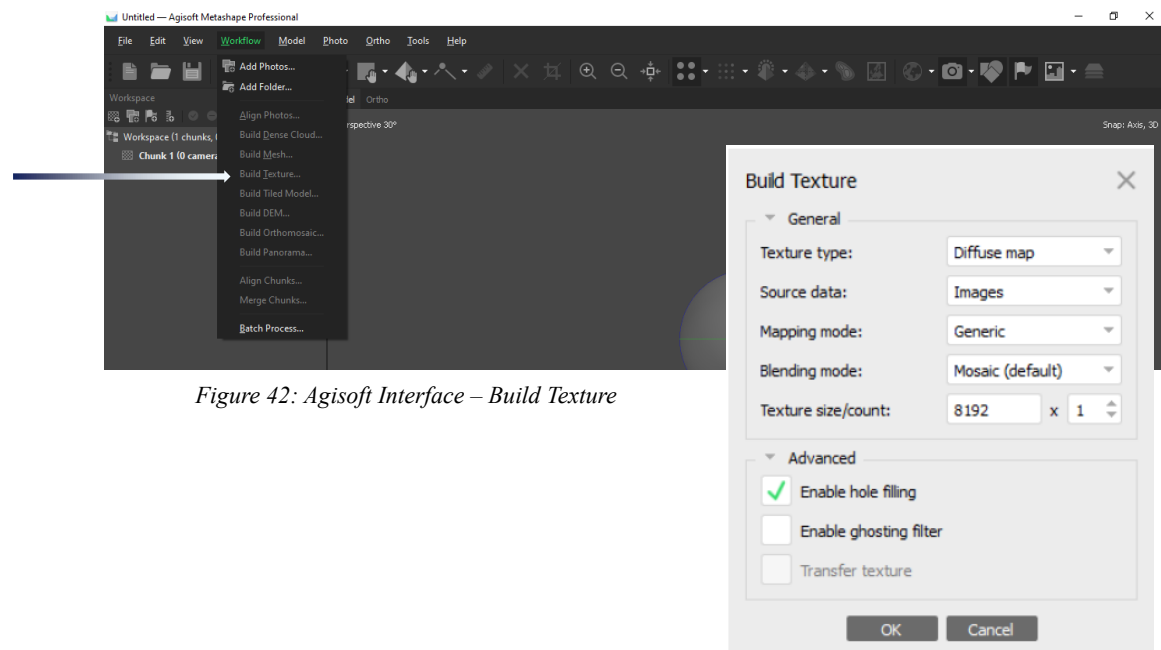 Untitled — Agisoft Metashape Professional
File Edit View Workflow Model Photo Ortho Tools Help
Add Photos...
Add Folder...
Workspace
Ortho
Workspace (1 chunks,
Chunk 1 (0 camer
Align Photos...
Build Dense Cloud...
Build Mesh...
Build Texture...
Build Tiled Model...
Build DEM...
Build Orthomosaic...
Build Panorama...
Align Chunks...
Merge Chunks...
Batch Process...
rspective 30°
Snap: Axis, 3D
Figure 42: Agisoft Interface – Build Texture
Build Texture
General
Texture type: Diffuse map
Source data: Images
Mapping mode: Generic
Blending mode: Mosaic (default)
Texture size/count: 8192 x 1
Advanced
Enable hole filling
Enable ghosting filter
Transfer texture
OK Cancel